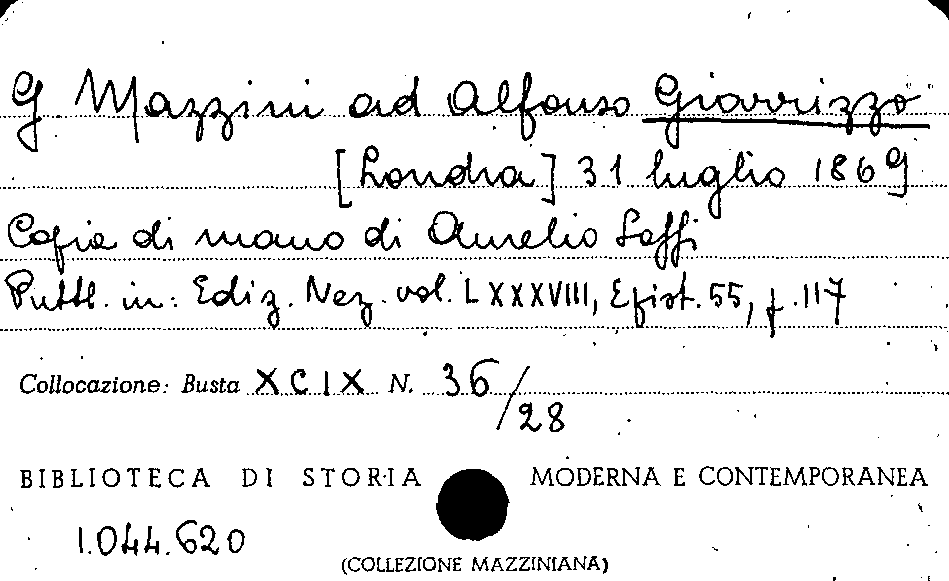 G. Mazzini ad Alfonso Giarrizzo
[Londra] 31 luglio 1869
Copia di mano di Aurelio Saffi
Pubbl. in: Ediz. Naz. vol. LXXXVIII, Epist. 55, p. 117
Collocazione: Busta XCIX N. 36/28
BIBLIOTECA DI STORIA MODERNA E CONTEMPORANEA
1.044.620
(COLLEZIONE MAZZINIANA)